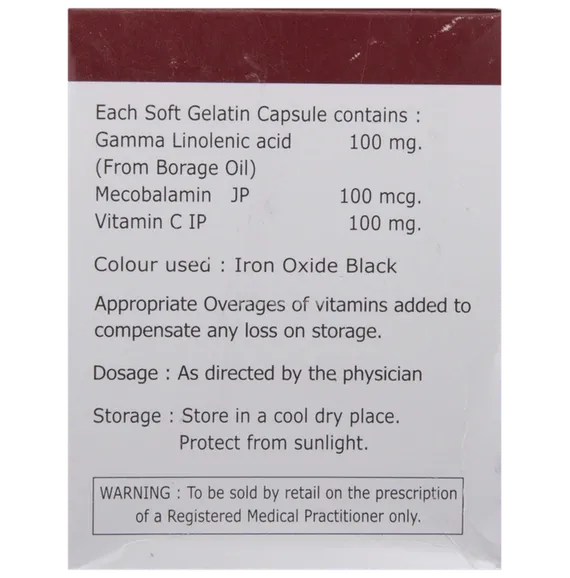 Each Soft Gelatin Capsule contains :
Gamma Linolenic acid 100 mg.
(From Borage Oil)
Mecobalamin JP 100 mcg.
Vitamin C IP 100 mg.
Colour used : Iron Oxide Black
Appropriate Overages of vitamins added to
compensate any loss on storage.
Dosage : As directed by the physician
Storage : Store in a cool dry place.
Protect from sunlight.
WARNING : To be sold by retail on the prescription
of a Registered Medical Practitioner only.